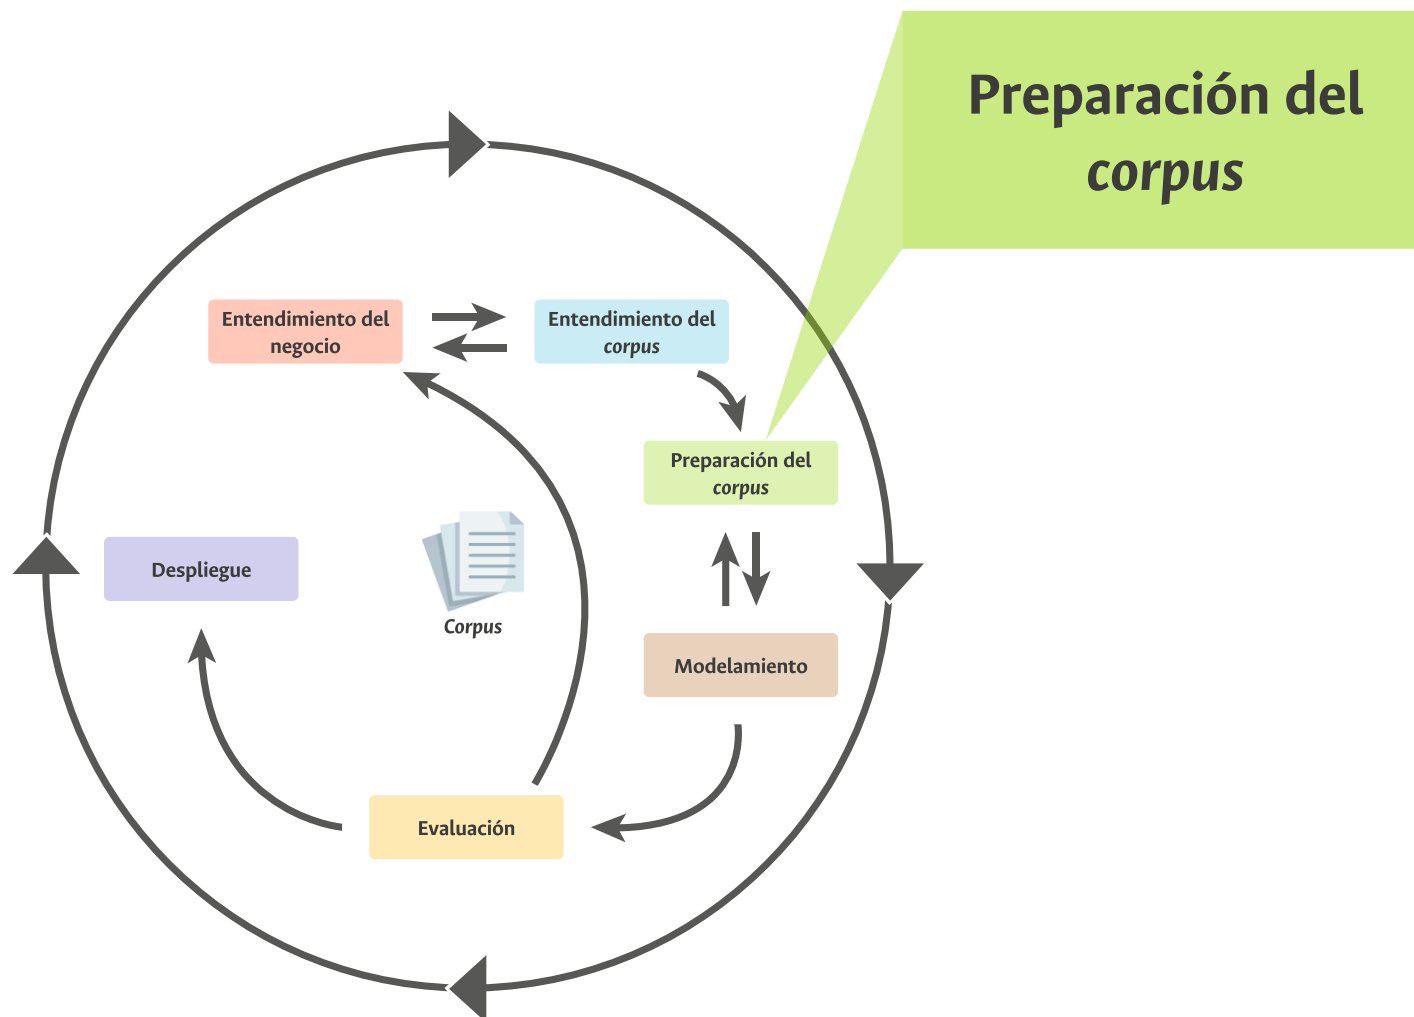 Preparación del
corpus
Entendimiento del
negocio
Entendimiento del
corpus
Preparación del
corpus
Despliegue
Corpus
Modelamiento
Evaluación